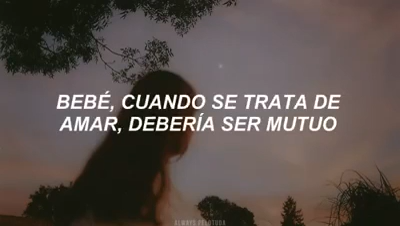 BEBÉ, CUANDO SE TRATA DE
AMAR, DEBERÍA SER MUTUO